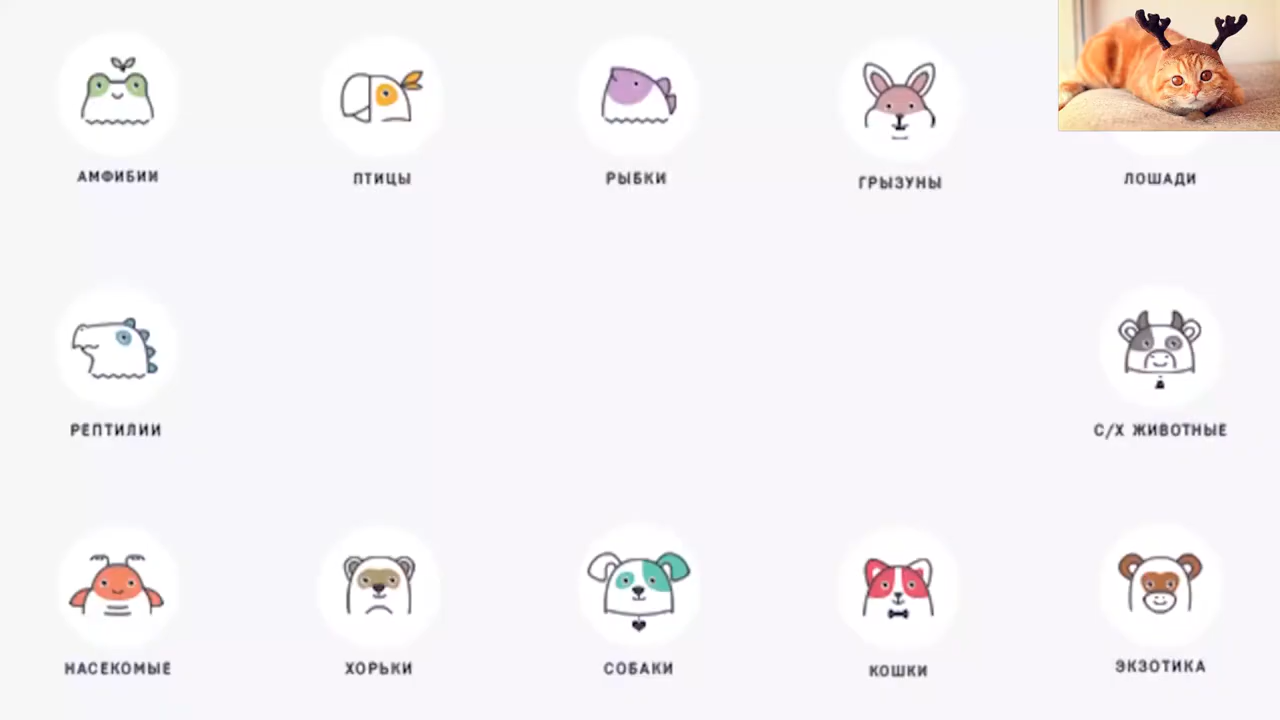 АМФИБИИ
ПТИЦЫ
РЫБКИ
ГРЫЗУНЫ
ЛОШАДИ
РЕПТИЛИИ
С/Х ЖИВОТНЫЕ
НАСЕКОМЫЕ
ХОРЬКИ
СОБАКИ
КОШКИ
ЭКЗОТИКА